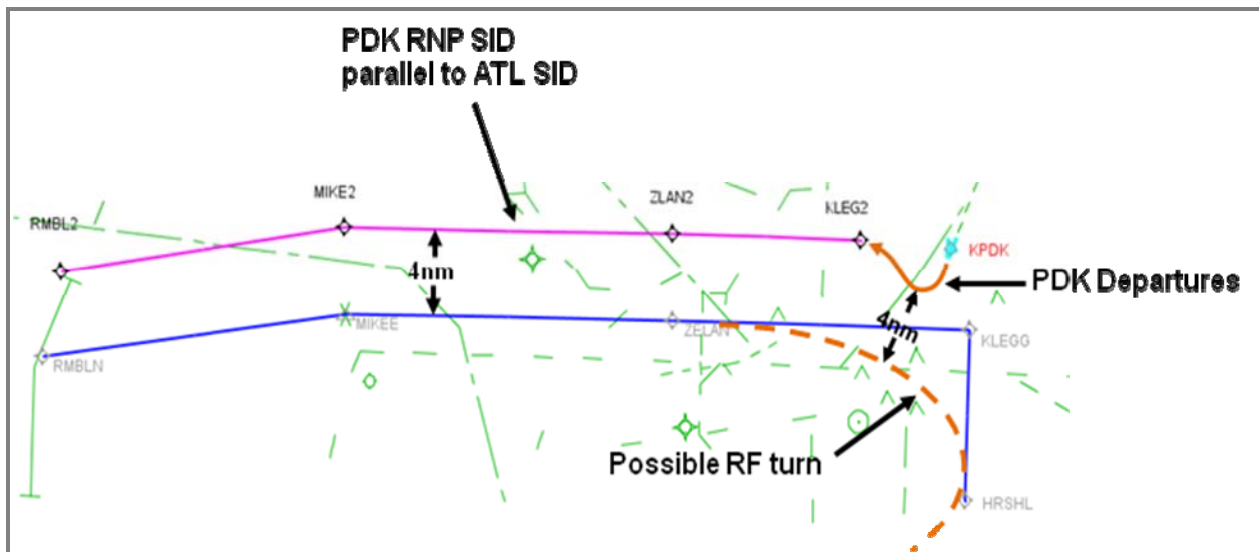 PDK RNP SID
parallel to ATL SID
MIKE2
ZLAN2
KLEG2
RMBL2
KPDK
4nm
PDK Departures
MIKEE
ZELAN
4nm
KLEGG
RMBLN
Possible RF turn
HRSHL